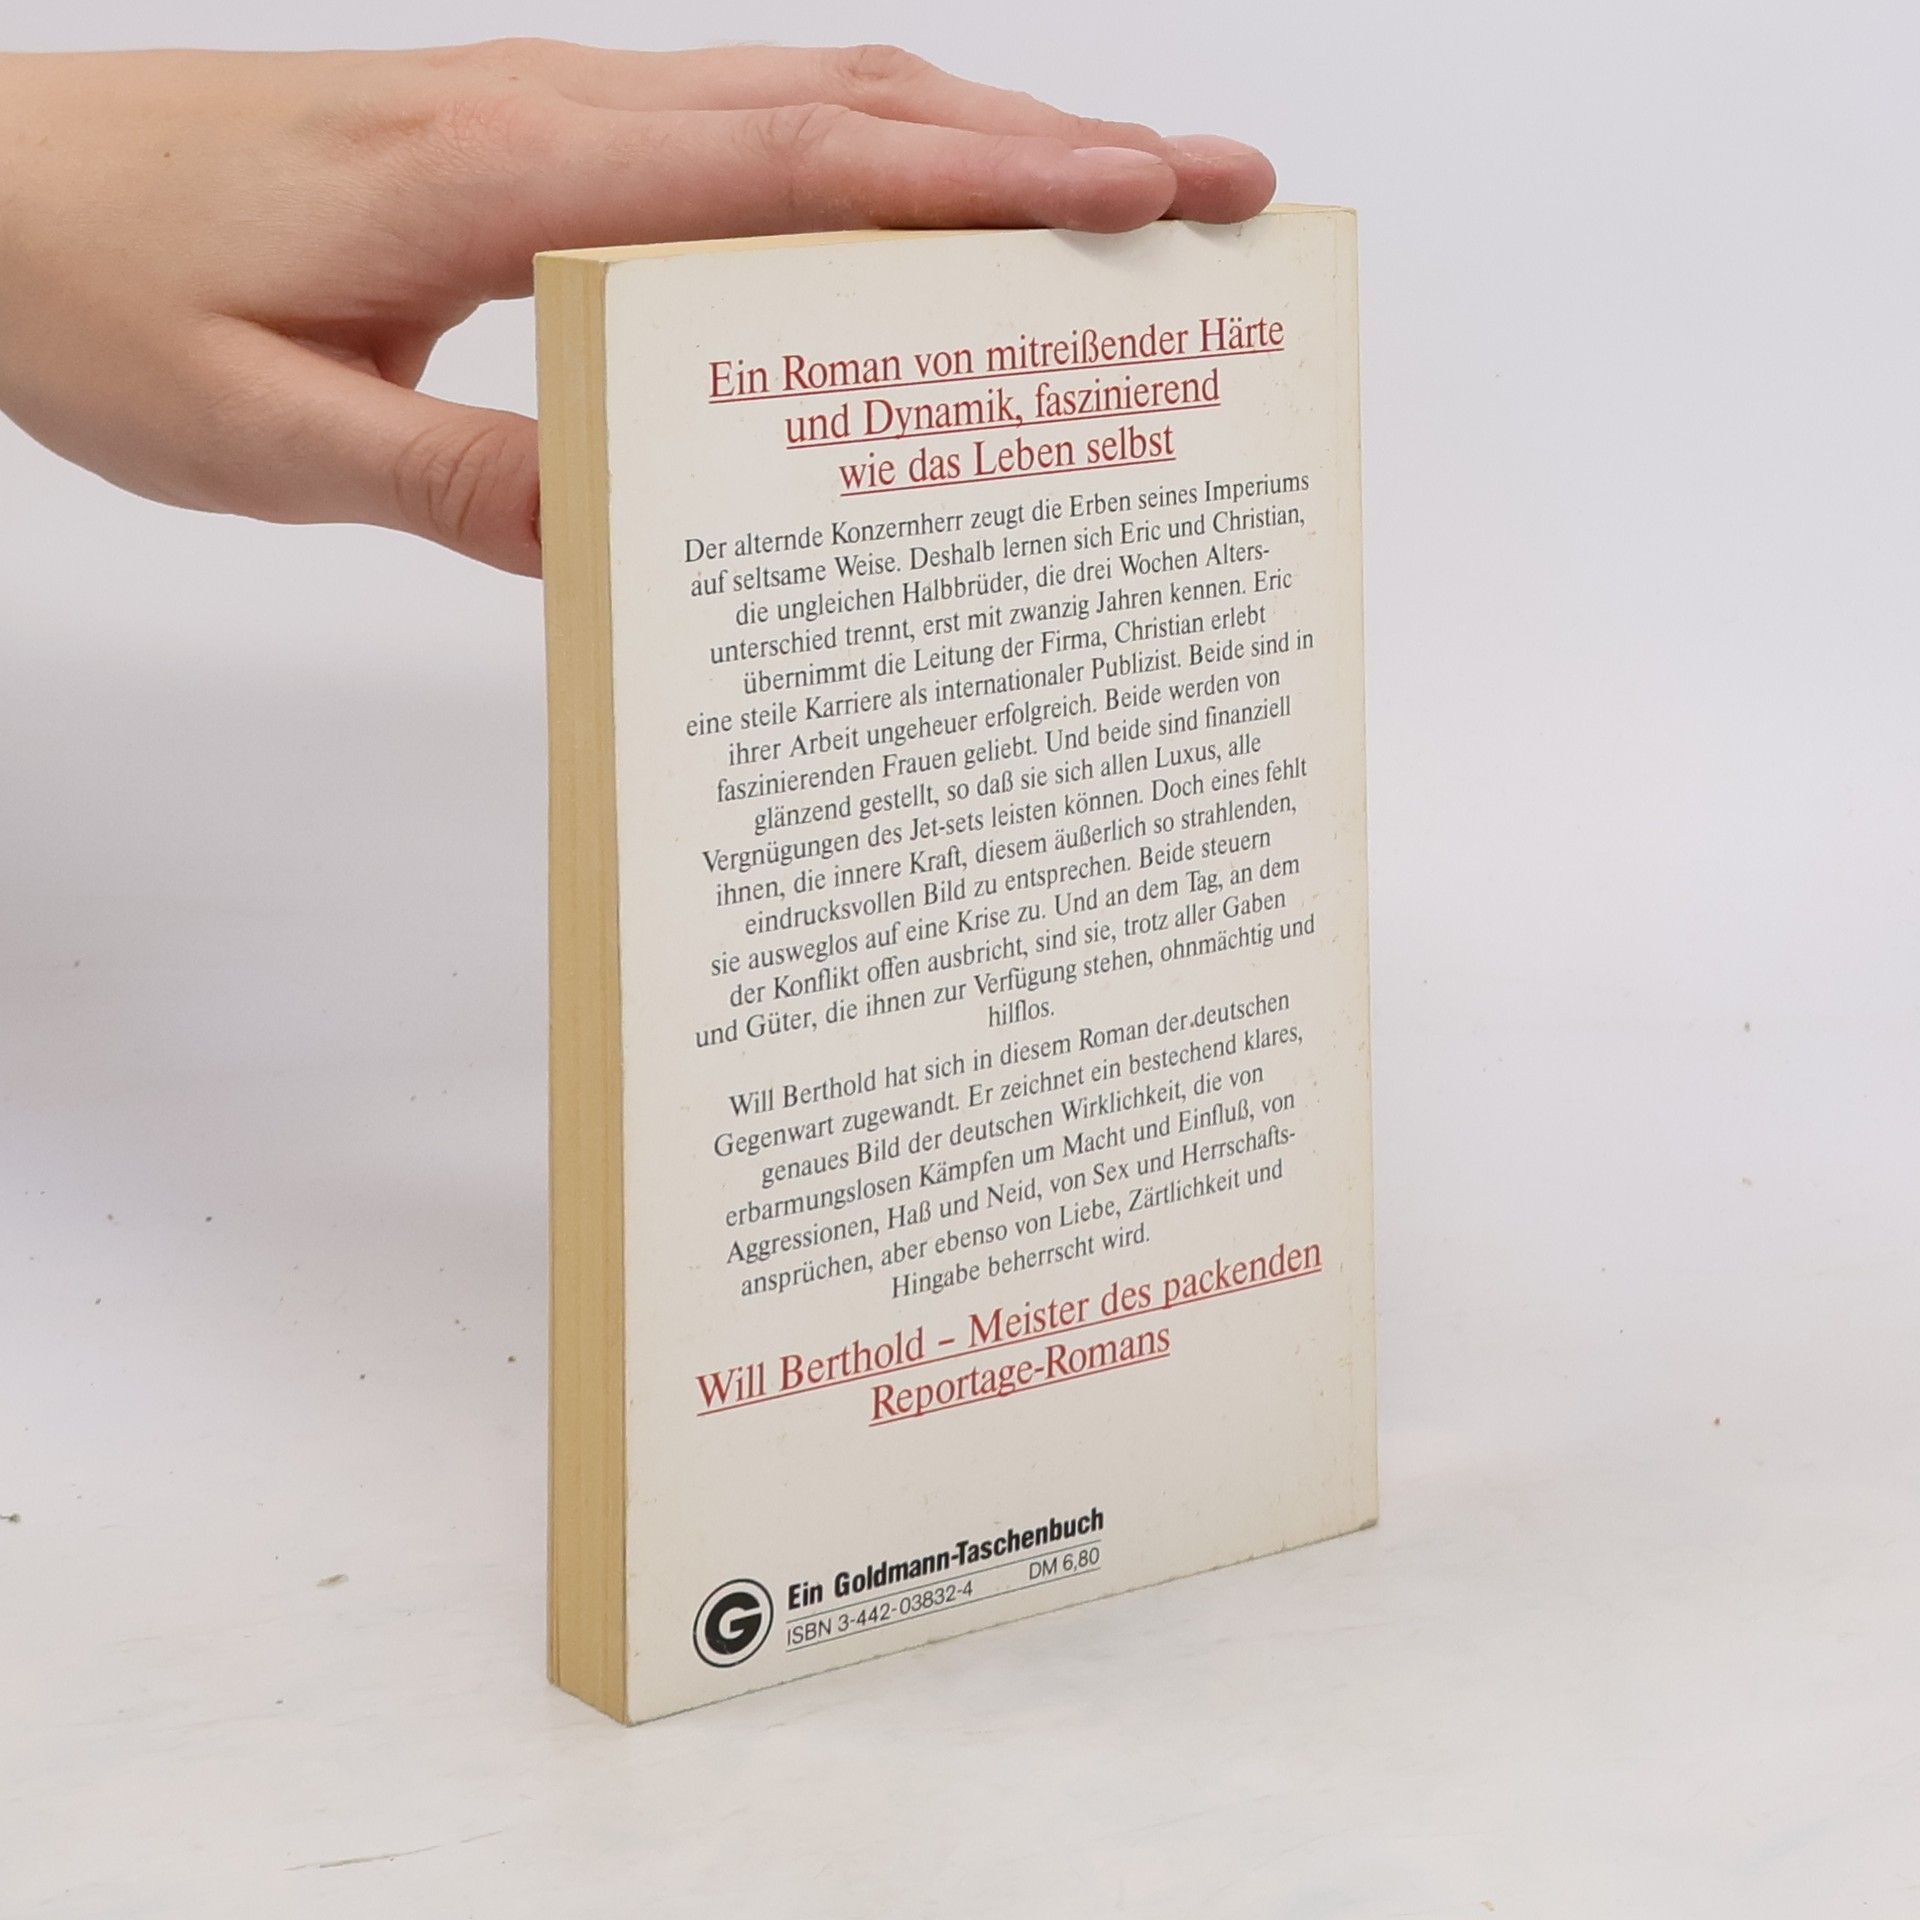 Ein Roman von mitreißender Härte
und Dynamik, faszinierend
wie das Leben selbst
Der alternde Konzernherr zeugt die Erben seines Imperiums
auf seltsame Weise. Deshalb lernen sich Eric und Christian,
die ungleichen Halbbrüder, die drei Wochen Alters-
unterschied trennt, erst mit zwanzig Jahren kennen. Eric
übernimmt die Leitung der Firma, Christian erlebt
eine steile Karriere als internationaler Publizist. Beide sind in
ihrer Arbeit ungeheuer erfolgreich. Beide werden von
faszinierenden Frauen geliebt. Und beide sind finanziell
glänzend gestellt, so daß sie sich allen Luxus, alle
Vergnügungen des Jet-sets leisten können. Doch eines fehlt
ihnen, die innere Kraft, diesem äußerlich so strahlenden,
eindrucksvollen Bild zu entsprechen. Beide steuern
sie ausweglos auf eine Krise zu. Und an dem Tag, an dem
der Konflikt offen ausbricht, sind sie, trotz aller Gaben
und Güter, die ihnen zur Verfügung stehen, ohnmächtig und
hilflos.
Will Berthold hat sich in diesem Roman der deutschen
Gegenwart zugewandt. Er zeichnet ein bestechend klares,
genaues Bild der deutschen Wirklichkeit, die von
erbarmungslosen Kämpfen um Macht und Einfluß, von
Aggressionen, Haß und Neid, von Sex und Herrschafts-
ansprüchen, aber ebenso von Liebe, Zärtlichkeit und
Hingabe beherrscht wird.
Will Berthold – Meister des packenden
Reportage-Romans
G
Ein Goldmann-Taschenbuch
ISBN 3-442-03832-4 DM 6,80